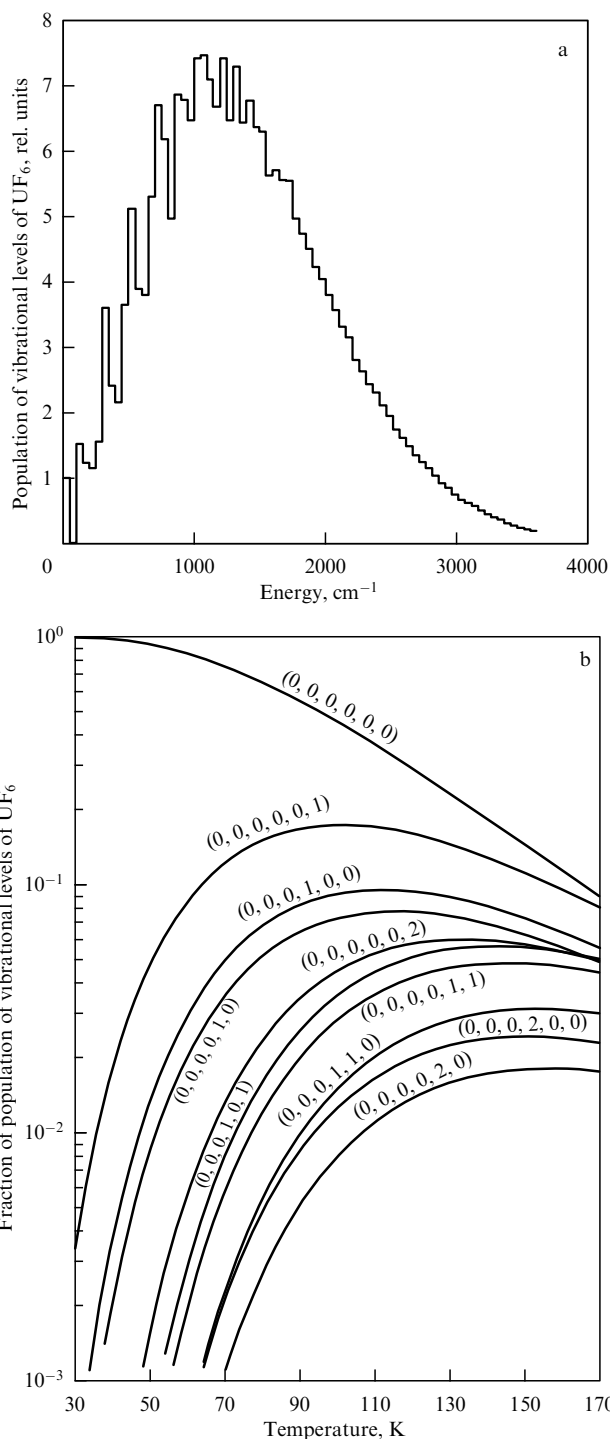 a
Population of vibrational levels of UF₆, rel. units
8
7
6
5
4
3
2
1
0
1000
2000
3000
4000
Energy, cm⁻¹
b
Fraction of population of vibrational levels of UF₆
10⁰
10⁻¹
10⁻²
10⁻³
(0, 0, 0, 0, 0, 0)
(0, 0, 0, 0, 0, 1)
(0, 0, 0, 1, 0, 0)
(0, 0, 0, 0, 1, 0)
(0, 0, 0, 0, 0, 2)
(0, 0, 0, 1, 0, 1)
(0, 0, 0, 0, 1, 1)
(0, 0, 0, 1, 1, 0)
(0, 0, 0, 2, 0, 0)
(0, 0, 0, 0, 2, 0)
30
50
70
90
110
130
150
170
Temperature, K